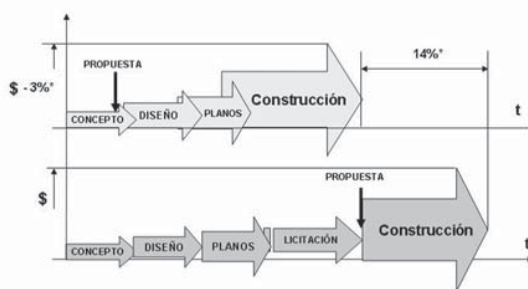 14%*
PROPUESTA
$ -3%*
CONCEPTO
DISEÑO
PLANOS
Construcción
t
PROPUESTA
$
CONCEPTO
DISEÑO
PLANOS
LICITACIÓN
Construcción
t